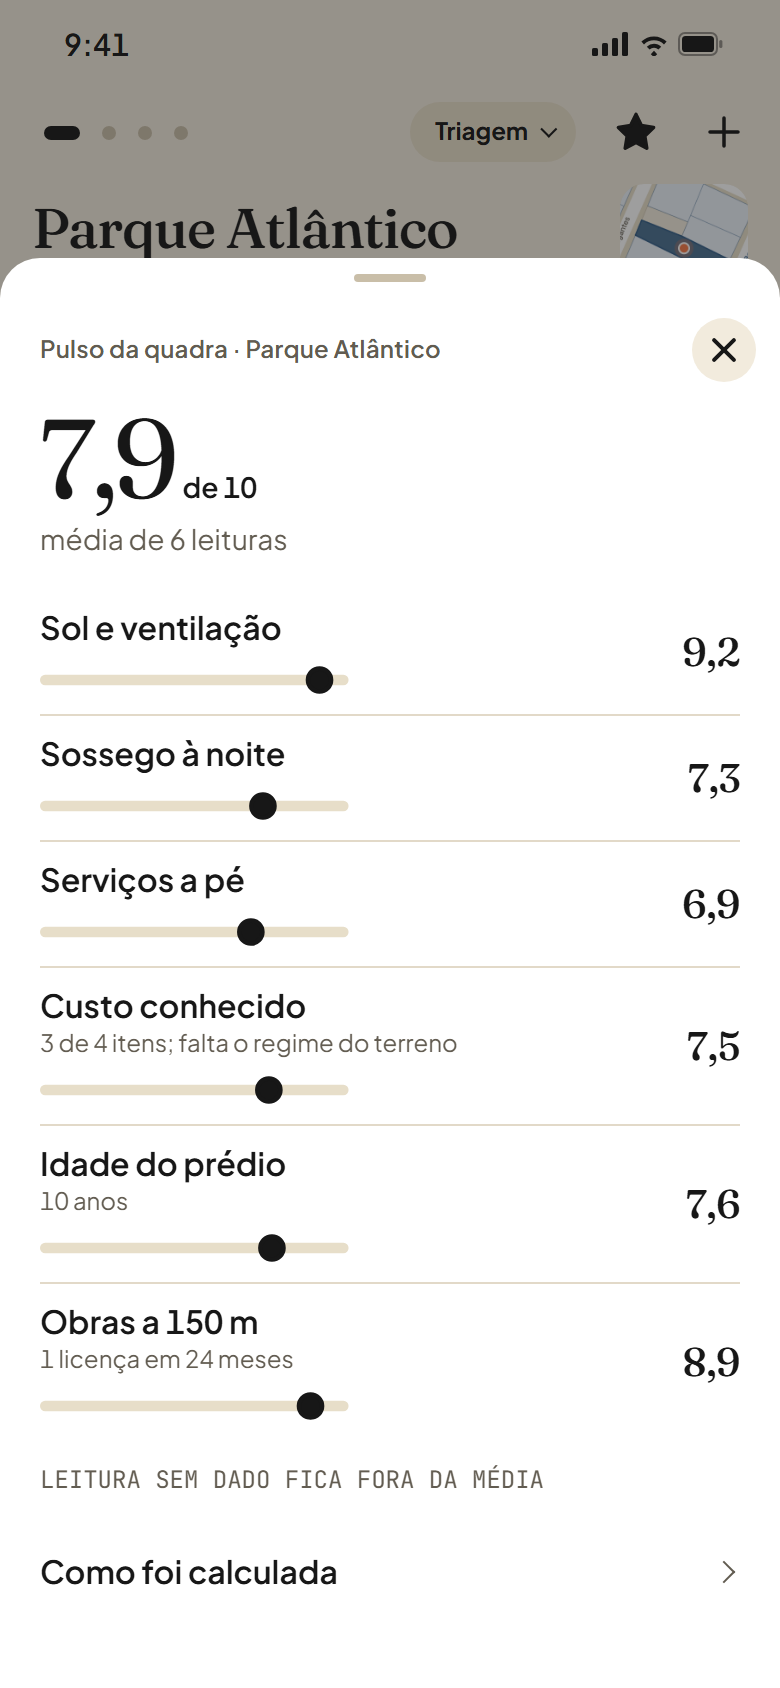 9:41
Triagem
Parque Atlântico
Pulso da quadra · Parque Atlântico
7,9 de 10
média de 6 leituras
Sol e ventilação
9,2
Sossego à noite
7,3
Serviços a pé
6,9
Custo conhecido
3 de 4 itens; falta o regime do terreno
7,5
Idade do prédio
10 anos
7,6
Obras a 150 m
1 licença em 24 meses
8,9
LEITURA SEM DADO FICA FORA DA MÉDIA
Como foi calculada